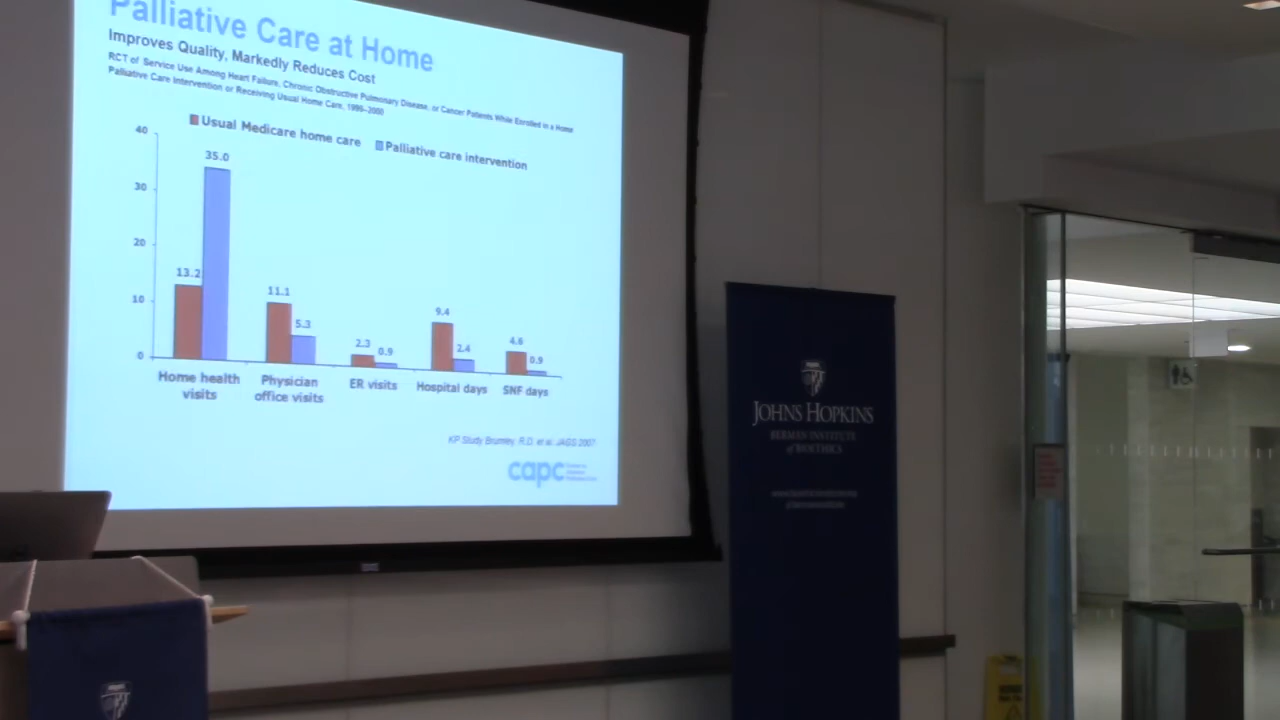 Palliative Care at Home
Improves Quality, Markedly Reduces Cost
RCT of Service Use Among Heart Failure, Chronic Obstructive Pulmonary Disease, or Cancer Patients While Enrolled in a Home
Palliative Care Intervention or Receiving Usual Home Care, 1999–2000
Usual Medicare home care
Palliative care intervention
40
30
20
10
0
13.2
35.0
11.1
5.3
2.3
0.9
9.4
2.4
4.6
0.9
Home health
visits
Physician
office visits
ER visits
Hospital days
SNF days
KP Study Brumley, R.D. et al. JAGS 2007
capc
JOHNS HOPKINS
BERMAN INSTITUTE
of BIOETHICS